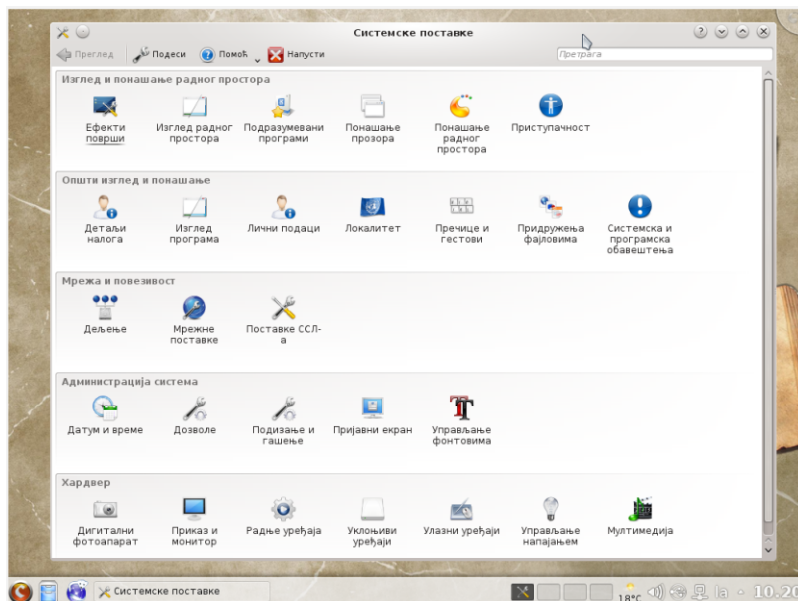 Системске поставке
Преглед Подеси Помоћ Напусти Претрага
Изглед и понашање радног простора
Ефекти површи
Изглед радног простора
Подразумевани програми
Понашање прозора
Понашање радног простора
Приступачност
Општи изглед и понашање
Детаљи налога
Изглед програма
Лични подаци
Локалитет
Пречице и гестови
Придружења фајловима
Системска и програмска обавештења
Мрежа и повезивост
Дељење
Мрежне поставке
Поставке ССЛ-а
Администрација система
Датум и време
Дозволе
Подизање и гашење
Пријавни екран
Управљање фонтовима
Хардвер
Дигитални фотоапарат
Приказ и монитор
Радње уређаја
Уклоњиви уређаји
Улазни уређаји
Управљање напајањем
Мултимедија
Системске поставке
18°C
la
10.20